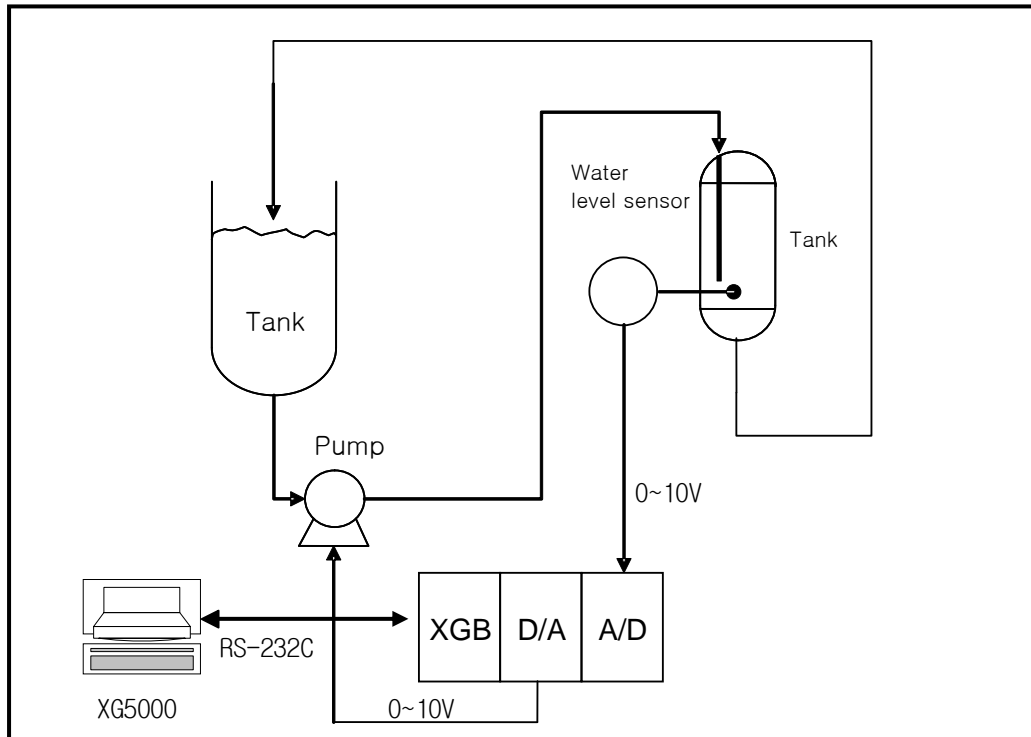 Water
level sensor
Tank
Tank
Pump
0~10V
XGB
D/A
A/D
RS-232C
XG5000
0~10V